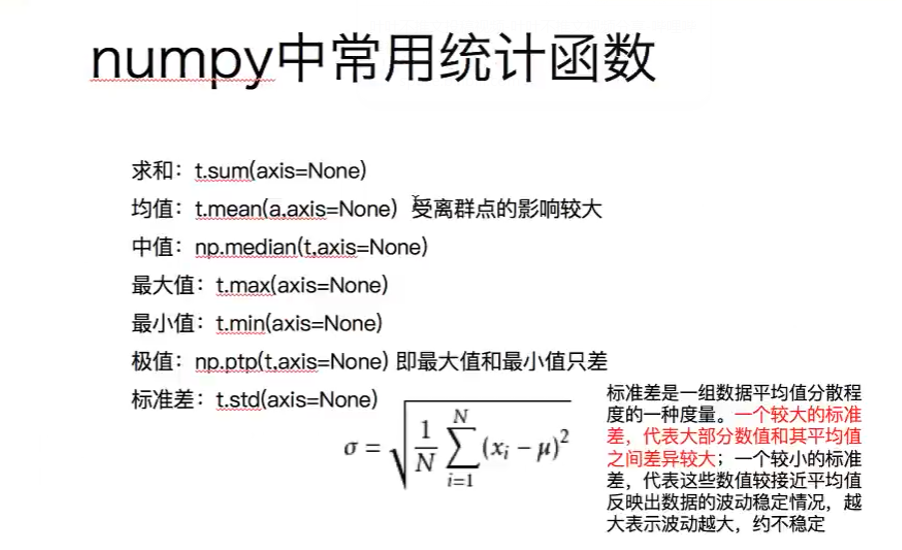 numpy中常用统计函数
求和：t.sum(axis=None)
均值：t.mean(a,axis=None) 受离群点的影响较大
中值：np.median(t,axis=None)
最大值：t.max(axis=None)
最小值：t.min(axis=None)
极值：np.ptp(t,axis=None) 即最大值和最小值只差
标准差：t.std(axis=None)
σ = √(1/N ∑_{i=1}^{N} (x_i − μ)²)
标准差是一组数据平均值分散程
度的一种度量。一个较大的标准
差，代表大部分数值和其平均值
之间差异较大；一个较小的标准
差，代表这些数值较接近平均值
反映出数据的波动稳定情况，越
大表示波动越大，约不稳定